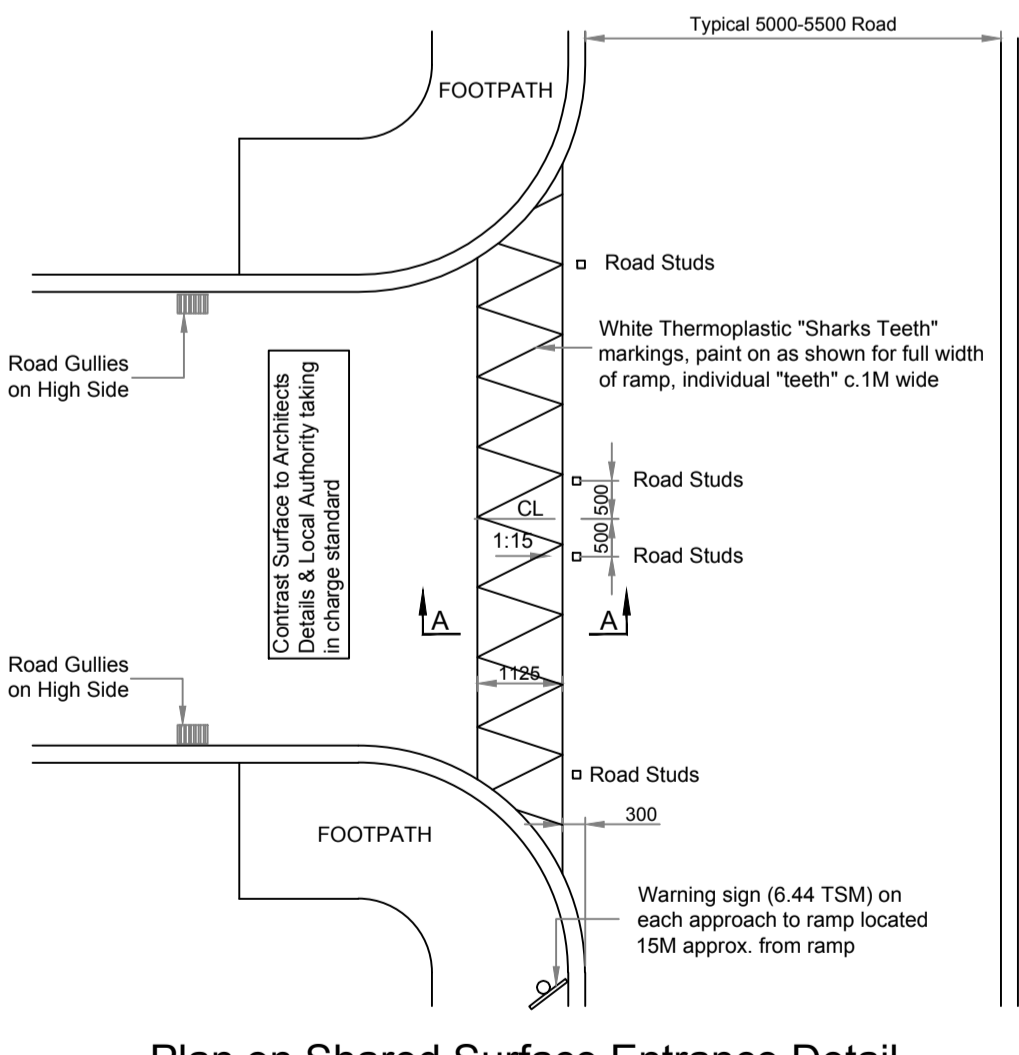 Typical 5000-5500 Road
FOOTPATH
Road Studs
White Thermoplastic "Sharks Teeth"
markings, paint on as shown for full width
of ramp, individual "teeth" c.1M wide
Road Gullies
on High Side
Contrast Surface to Architects
Details & Local Authority taking
in charge standard
Road Studs
500
CL
500
1:15
Road Studs
A
A
Road Gullies
on High Side
1125
Road Studs
300
FOOTPATH
Warning sign (6.44 TSM) on
each approach to ramp located
15M approx. from ramp
Plan on Shared Surface Entrance Detail